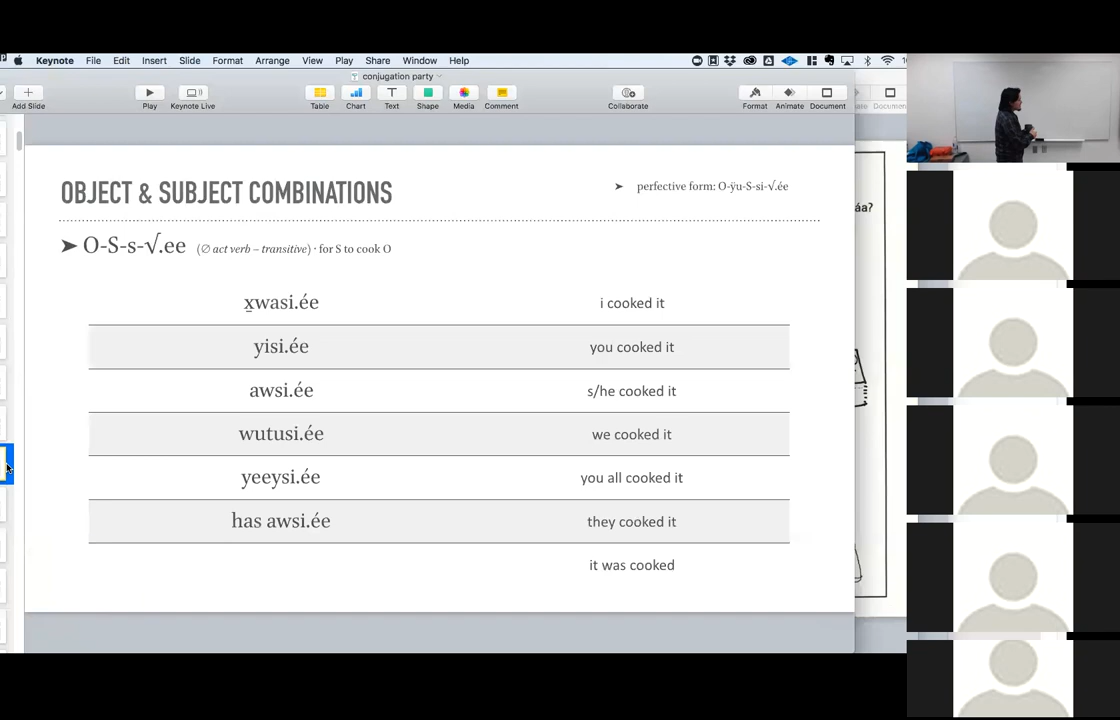 Keynote File Edit Insert Slide Format Arrange View Play Share Window Help
conjugation party
Add Slide Play Keynote Live Table Chart Text Shape Media Comment Collaborate Format Animate Document
OBJECT & SUBJECT COMBINATIONS
➤ perfective form: O-ÿu-S-si-√.ée
➤ O-S-s-√.ee (∅ act verb – transitive) · for S to cook O
x̲wasi.ée i cooked it
yisi.ée you cooked it
awsi.ée s/he cooked it
wutusi.ée we cooked it
yeeysi.ée you all cooked it
has awsi.ée they cooked it
it was cooked
áa?